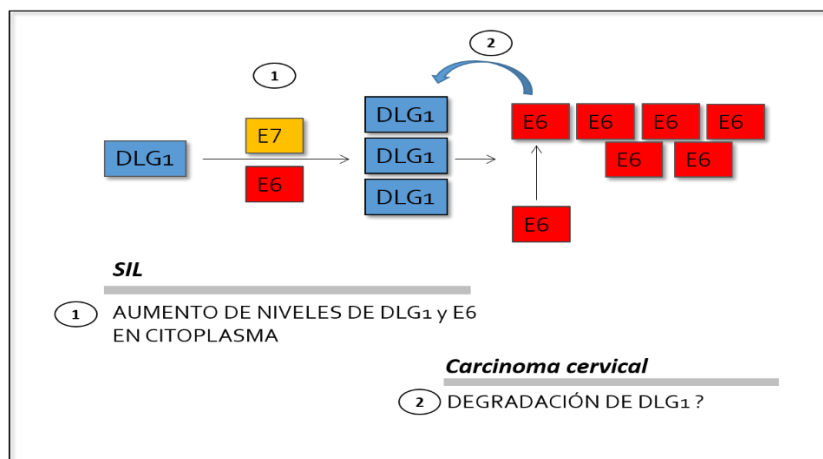 2
1
E7
DLG1
DLG1
E6
E6
E6
E6
DLG1
E6
E6
DLG1
E6
DLG1
E6
SIL
1 AUMENTO DE NIVELES DE DLG1 y E6
EN CITOPLASMA
Carcinoma cervical
2 DEGRADACIÓN DE DLG1 ?